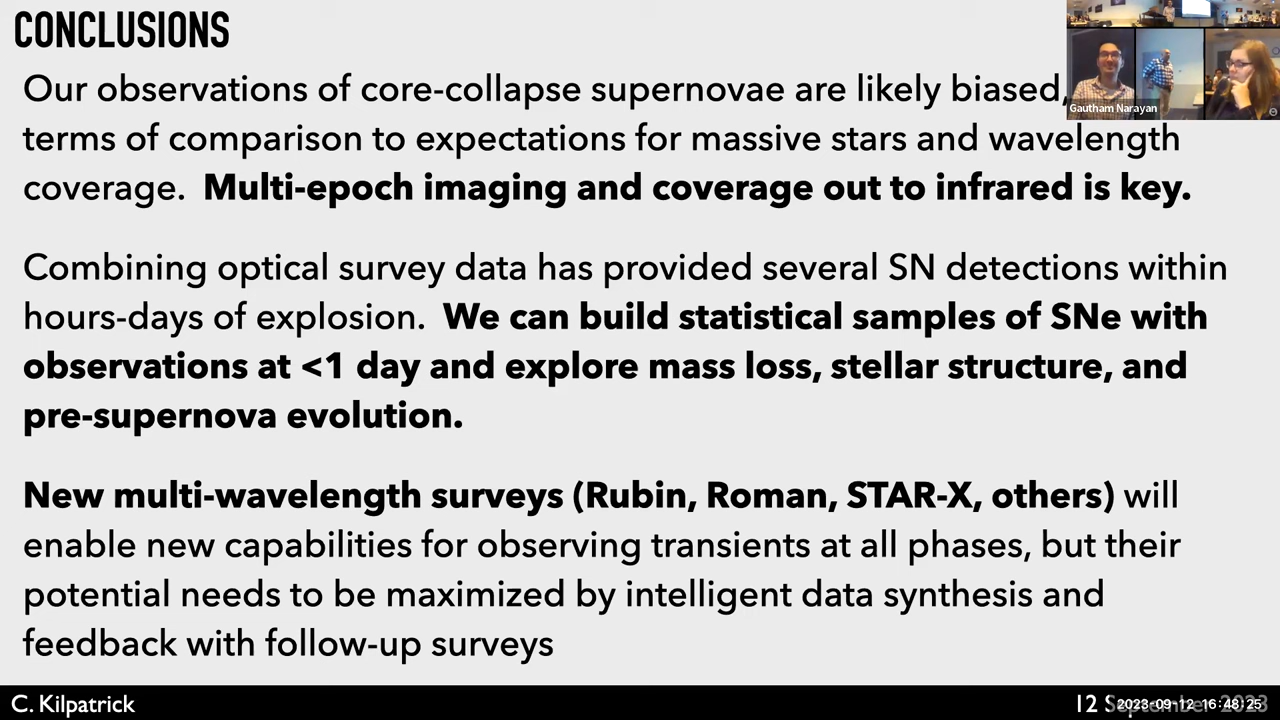 CONCLUSIONS
Our observations of core-collapse supernovae are likely biased,
Gautham Narayan
terms of comparison to expectations for massive stars and wavelength
coverage. Multi-epoch imaging and coverage out to infrared is key.
Combining optical survey data has provided several SN detections within
hours-days of explosion. We can build statistical samples of SNe with
observations at <1 day and explore mass loss, stellar structure, and
pre-supernova evolution.
New multi-wavelength surveys (Rubin, Roman, STAR-X, others) will
enable new capabilities for observing transients at all phases, but their
potential needs to be maximized by intelligent data synthesis and
feedback with follow-up surveys
C. Kilpatrick
12 September 2023
2023-09-12 16:48:25